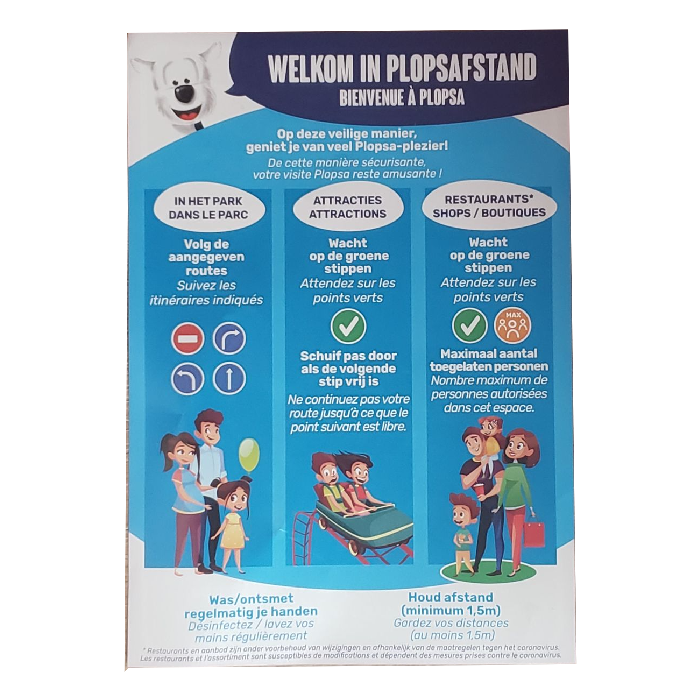 WELKOM IN PLOPSAFSTAND
BIENVENUE À PLOPSA
Op deze veilige manier,
geniet je van veel Plopsa-plezier!
De cette manière sécurisante,
votre visite Plopsa reste amusante !
IN HET PARK
DANS LE PARC
Volg de
aangegeven
routes
Suivez les
itinéraires indiqués
ATTRACTIES
ATTRACTIONS
Wacht
op de groene
stippen
Attendez sur les
points verts
Schuif pas door
als de volgende
stip vrij is
Ne continuez pas votre
route jusqu'à ce que le
point suivant est libre.
RESTAURANTS*
SHOPS / BOUTIQUES
Wacht
op de groene
stippen
Attendez sur les
points verts
MAX
Maximaal aantal
toegelaten personen
Nombre maximum de
personnes autorisées
dans cet espace.
Was/ontsmet
regelmatig je handen
Désinfectez / lavez vos
mains régulièrement
Houd afstand
(minimum 1,5m)
Gardez vos distances
(au moins 1,5m)
* Restaurants en aanbod zijn onder voorbehoud van wijzigingen en afhankelijk van de maatregelen tegen het coronavirus.
Les restaurants et l'assortiment sont susceptibles de modifications et dépendent des mesures prises contre le coronavirus.